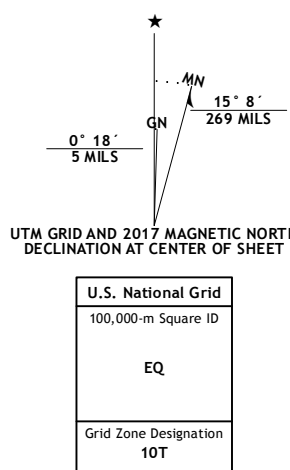 ★
MN
15° 8´
269 MILS
GN
0° 18´
5 MILS
UTM GRID AND 2017 MAGNETIC NORTH
DECLINATION AT CENTER OF SHEET
U.S. National Grid
100,000-m Square ID
EQ
Grid Zone Designation
10T